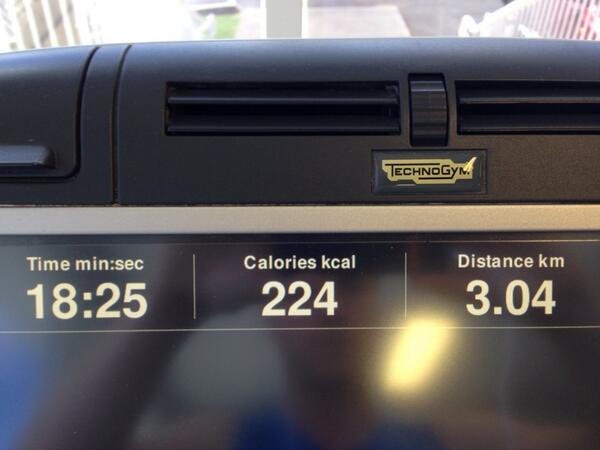 TECHNOGYM
Time min:sec Calories kcal Distance km
18:25 224 3.04